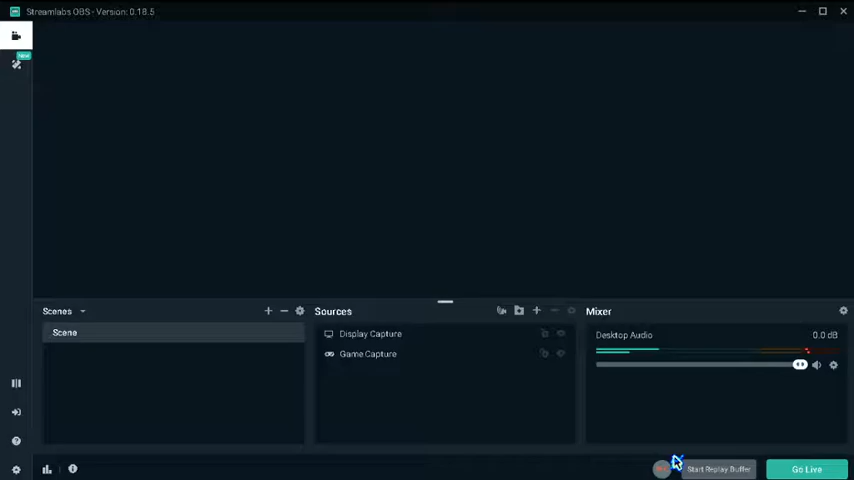 Streamlabs OBS - Version: 0.18.5
New
Scenes
Sources
Mixer
Scene
Display Capture
Game Capture
Desktop Audio
0.0 dB
Start Replay Buffer
Go Live